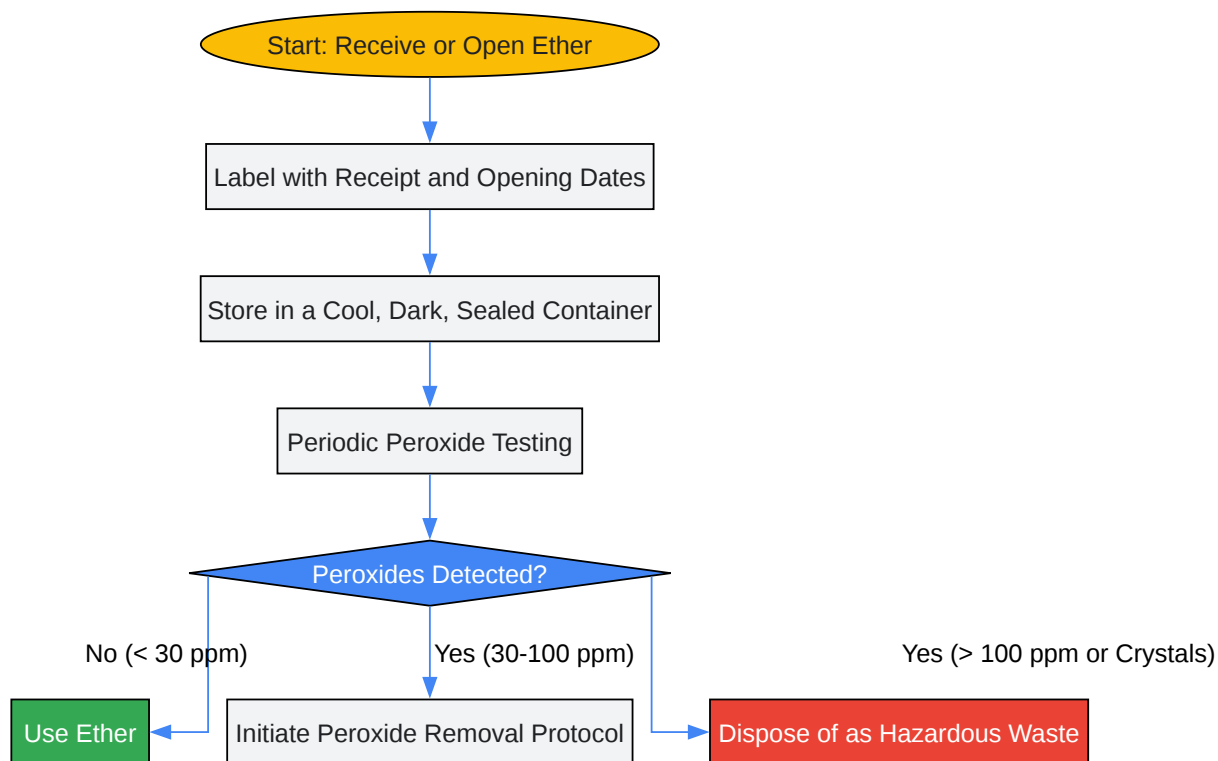 Start: Receive or Open Ether
Label with Receipt and Opening Dates
Store in a Cool, Dark, Sealed Container
Periodic Peroxide Testing
Peroxides Detected?
No (< 30 ppm)
Yes (30-100 ppm)
Yes (> 100 ppm or Crystals)
Use Ether
Initiate Peroxide Removal Protocol
Dispose of as Hazardous Waste